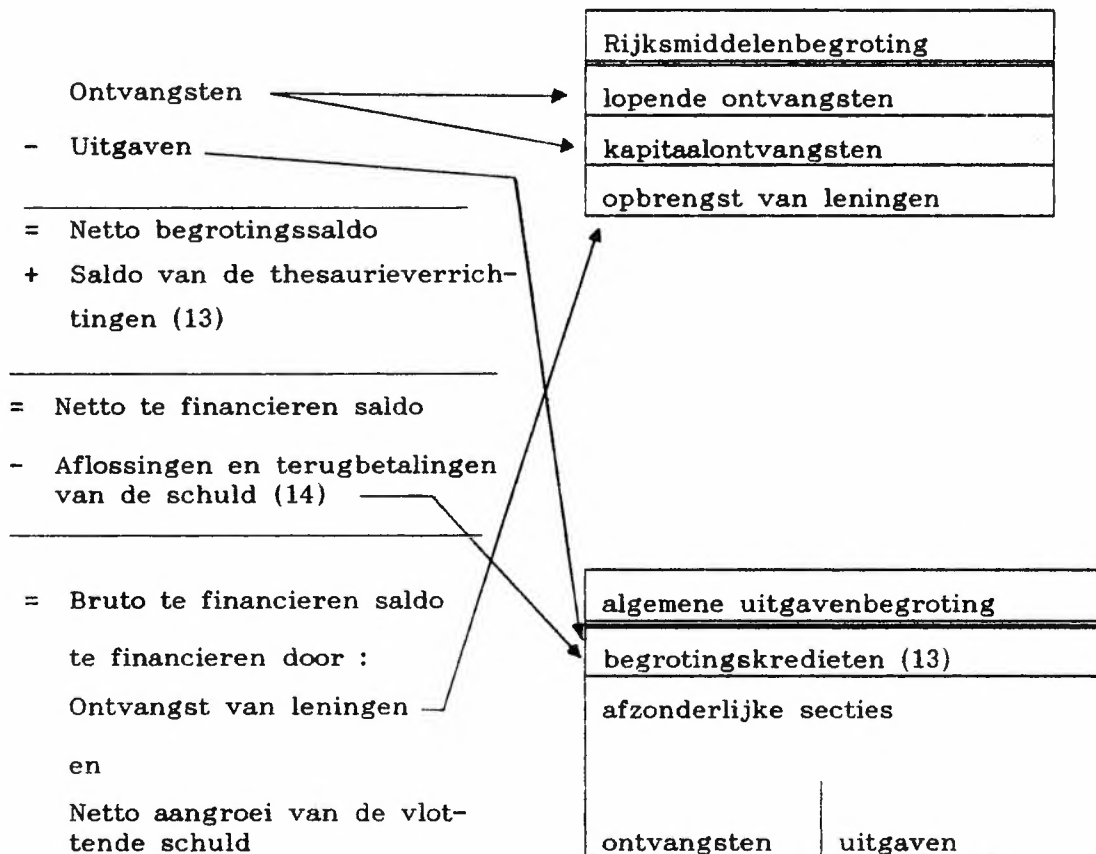 Rijksmiddelenbegroting
lopende ontvangsten
kapitaalontvangsten
opbrengst van leningen
Ontvangsten
- Uitgaven
= Netto begrotingssaldo
+ Saldo van de thesaurieverrich-
tingen (13)
= Netto te financieren saldo
- Aflossingen en terugbetalingen
van de schuld (14)
= Bruto te financieren saldo
te financieren door :
Ontvangst van leningen
en
Netto aangroei van de vlot-
tende schuld
algemene uitgavenbegroting
begrotingskredieten (13)
afzonderlijke secties
ontvangsten
uitgaven